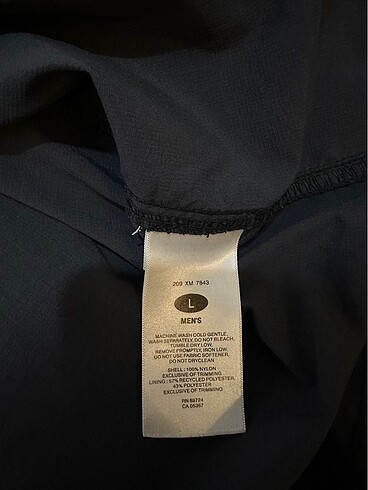 209 XM 7843
L
MEN'S
MACHINE WASH COLD GENTLE,
WASH SEPARATELY, DO NOT BLEACH,
TUMBLE DRY LOW,
REMOVE PROMPTLY, IRON LOW,
DO NOT USE FABRIC SOFTENER,
DO NOT DRYCLEAN
SHELL : 100% NYLON
EXCLUSIVE OF TRIMMING
LINING : 57% RECYCLED POLYESTER,
43% POLYESTER
EXCLUSIVE OF TRIMMING
RN 88724
CA 05367